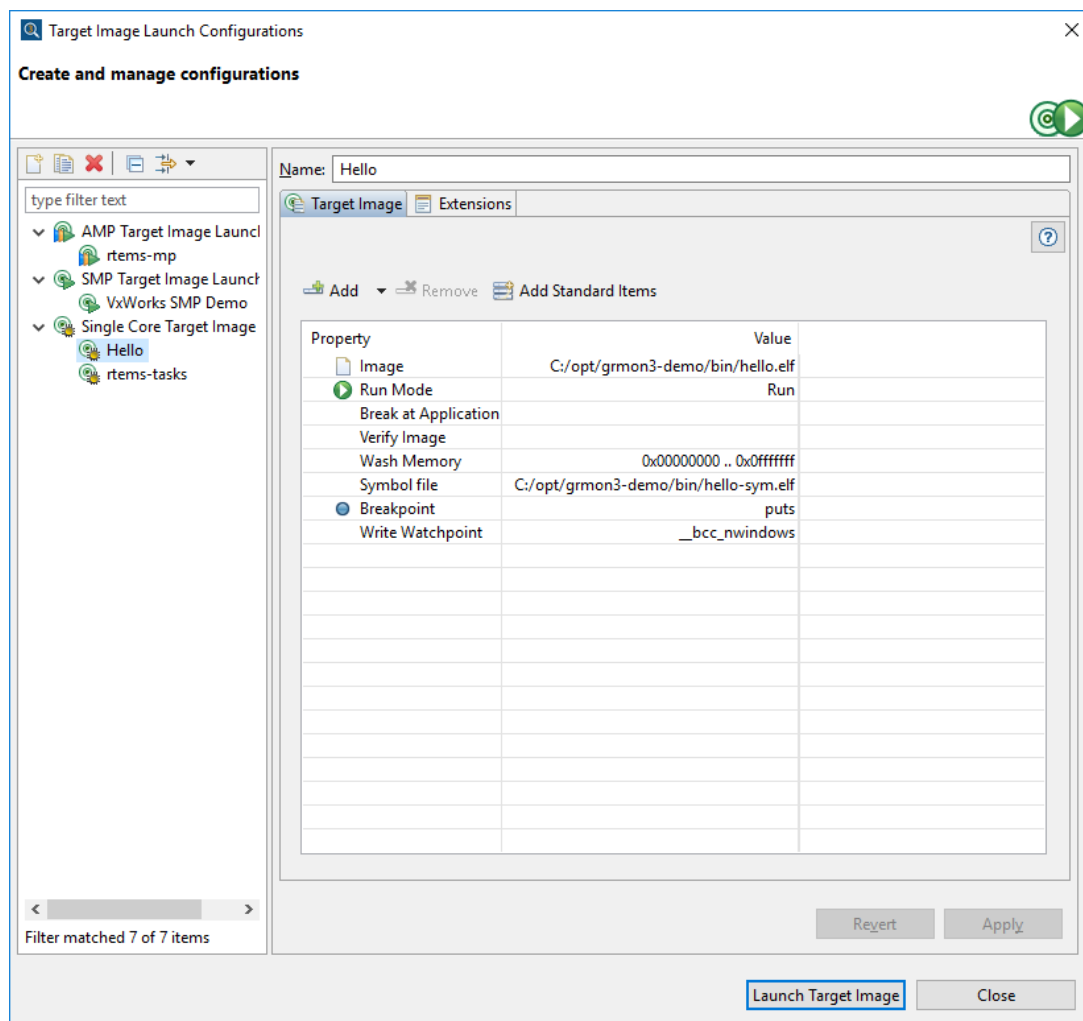 Target Image Launch Configurations
Create and manage configurations
type filter text
AMP Target Image Launcl
rtems-mp
SMP Target Image Launch
VxWorks SMP Demo
Single Core Target Image
Hello
rtems-tasks
Filter matched 7 of 7 items
Name: Hello
Target Image Extensions
Add Remove Add Standard Items
Property Value
Image C:/opt/grmon3-demo/bin/hello.elf
Run Mode Run
Break at Application
Verify Image
Wash Memory 0x00000000 .. 0x0fffffff
Symbol file C:/opt/grmon3-demo/bin/hello-sym.elf
Breakpoint puts
Write Watchpoint __bcc_nwindows
Revert Apply
Launch Target Image Close